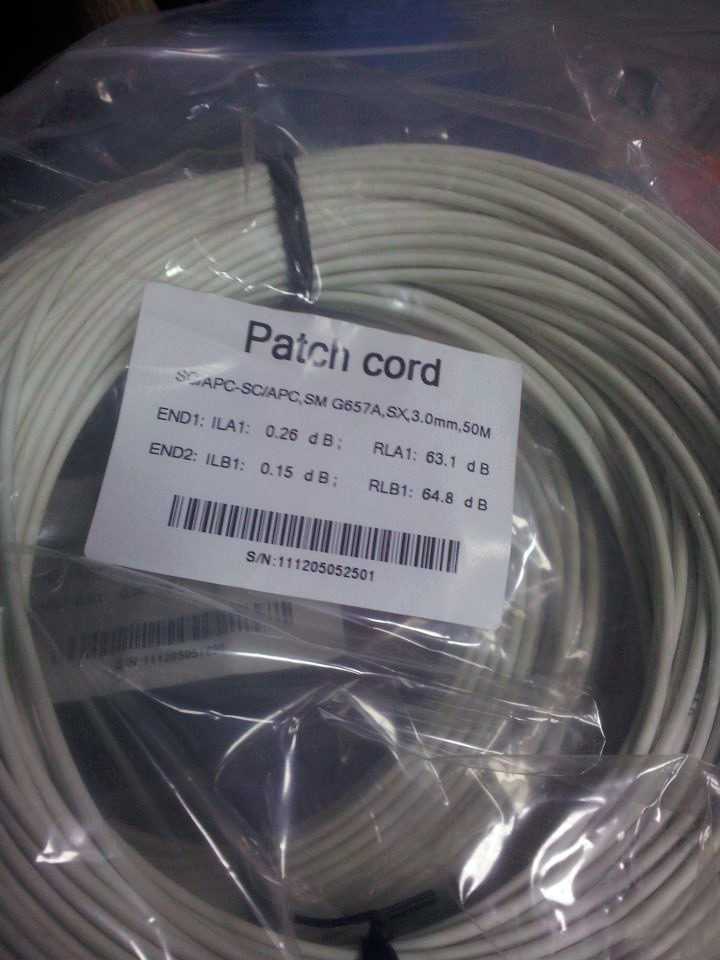 Patch cord
SC/APC-SC/APC,SM G657A,SX,3.0mm,50M
END1: ILA1: 0.26 dB; RLA1: 63.1 dB
END2: ILB1: 0.15 dB; RLB1: 64.8 dB
S/N:111205052501